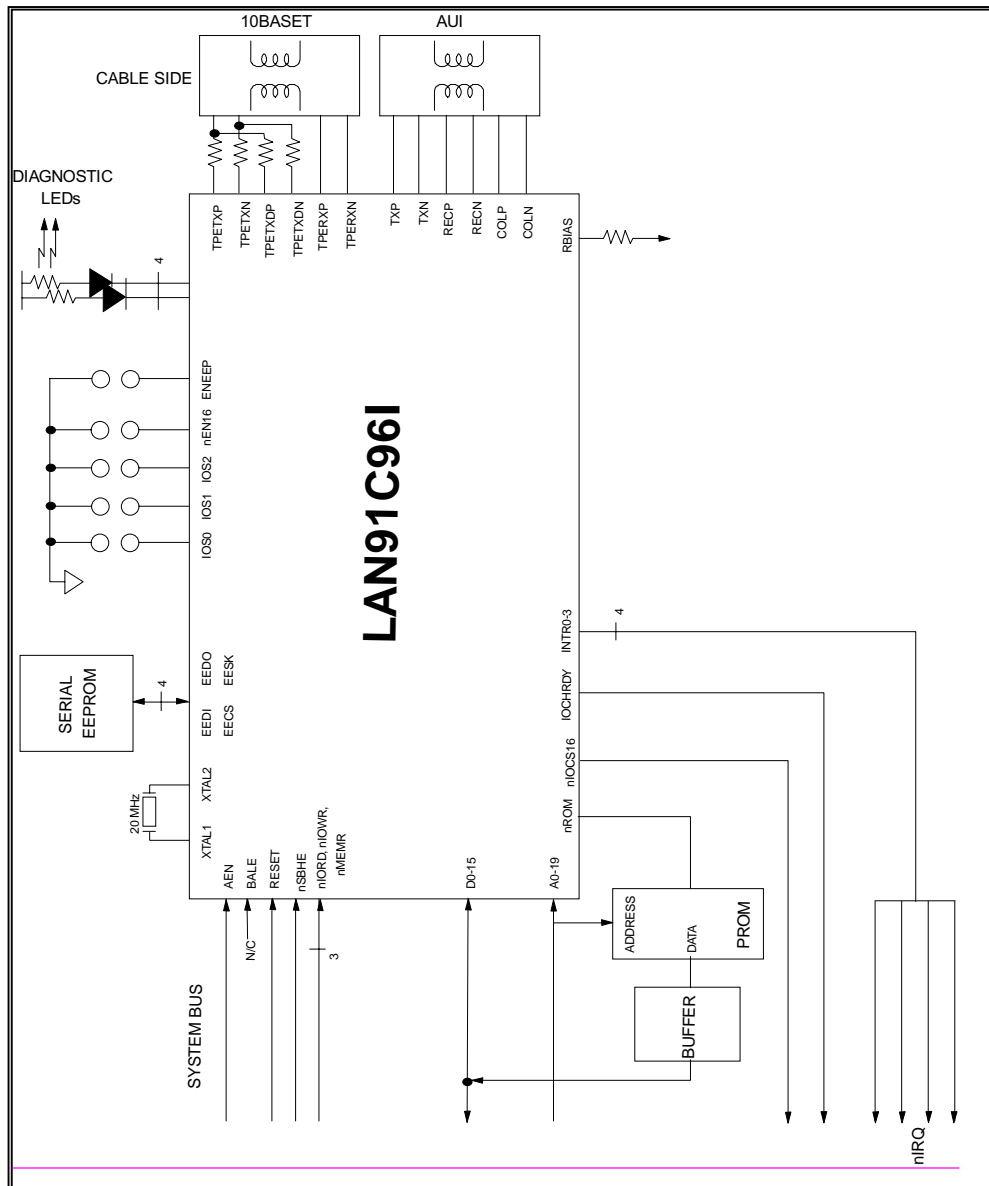 10BASET
AUI
CABLE SIDE
DIAGNOSTIC
LEDs
TPETXP
TPETXN
TPETXDP
TPETXDN
TPERXP
TPERXN
TXP
TXN
RECP
RECN
COLP
COLN
RBIAS
4
ENEEP
nEN16
IOS2
IOS1
IOS0
LAN91C96I
INTR0-3
4
IOCHRDY
nIOCS16
nROM
SERIAL
EEPROM
4
EEDO
EESK
EEDI
EECS
XTAL2
XTAL1
20 MHz
AEN
BALE
RESET
nSBHE
nIORD, nIOWR,
nMEMR
D0-15
A0-19
N/C
3
SYSTEM BUS
ADDRESS
DATA
PROM
BUFFER
nIRQ